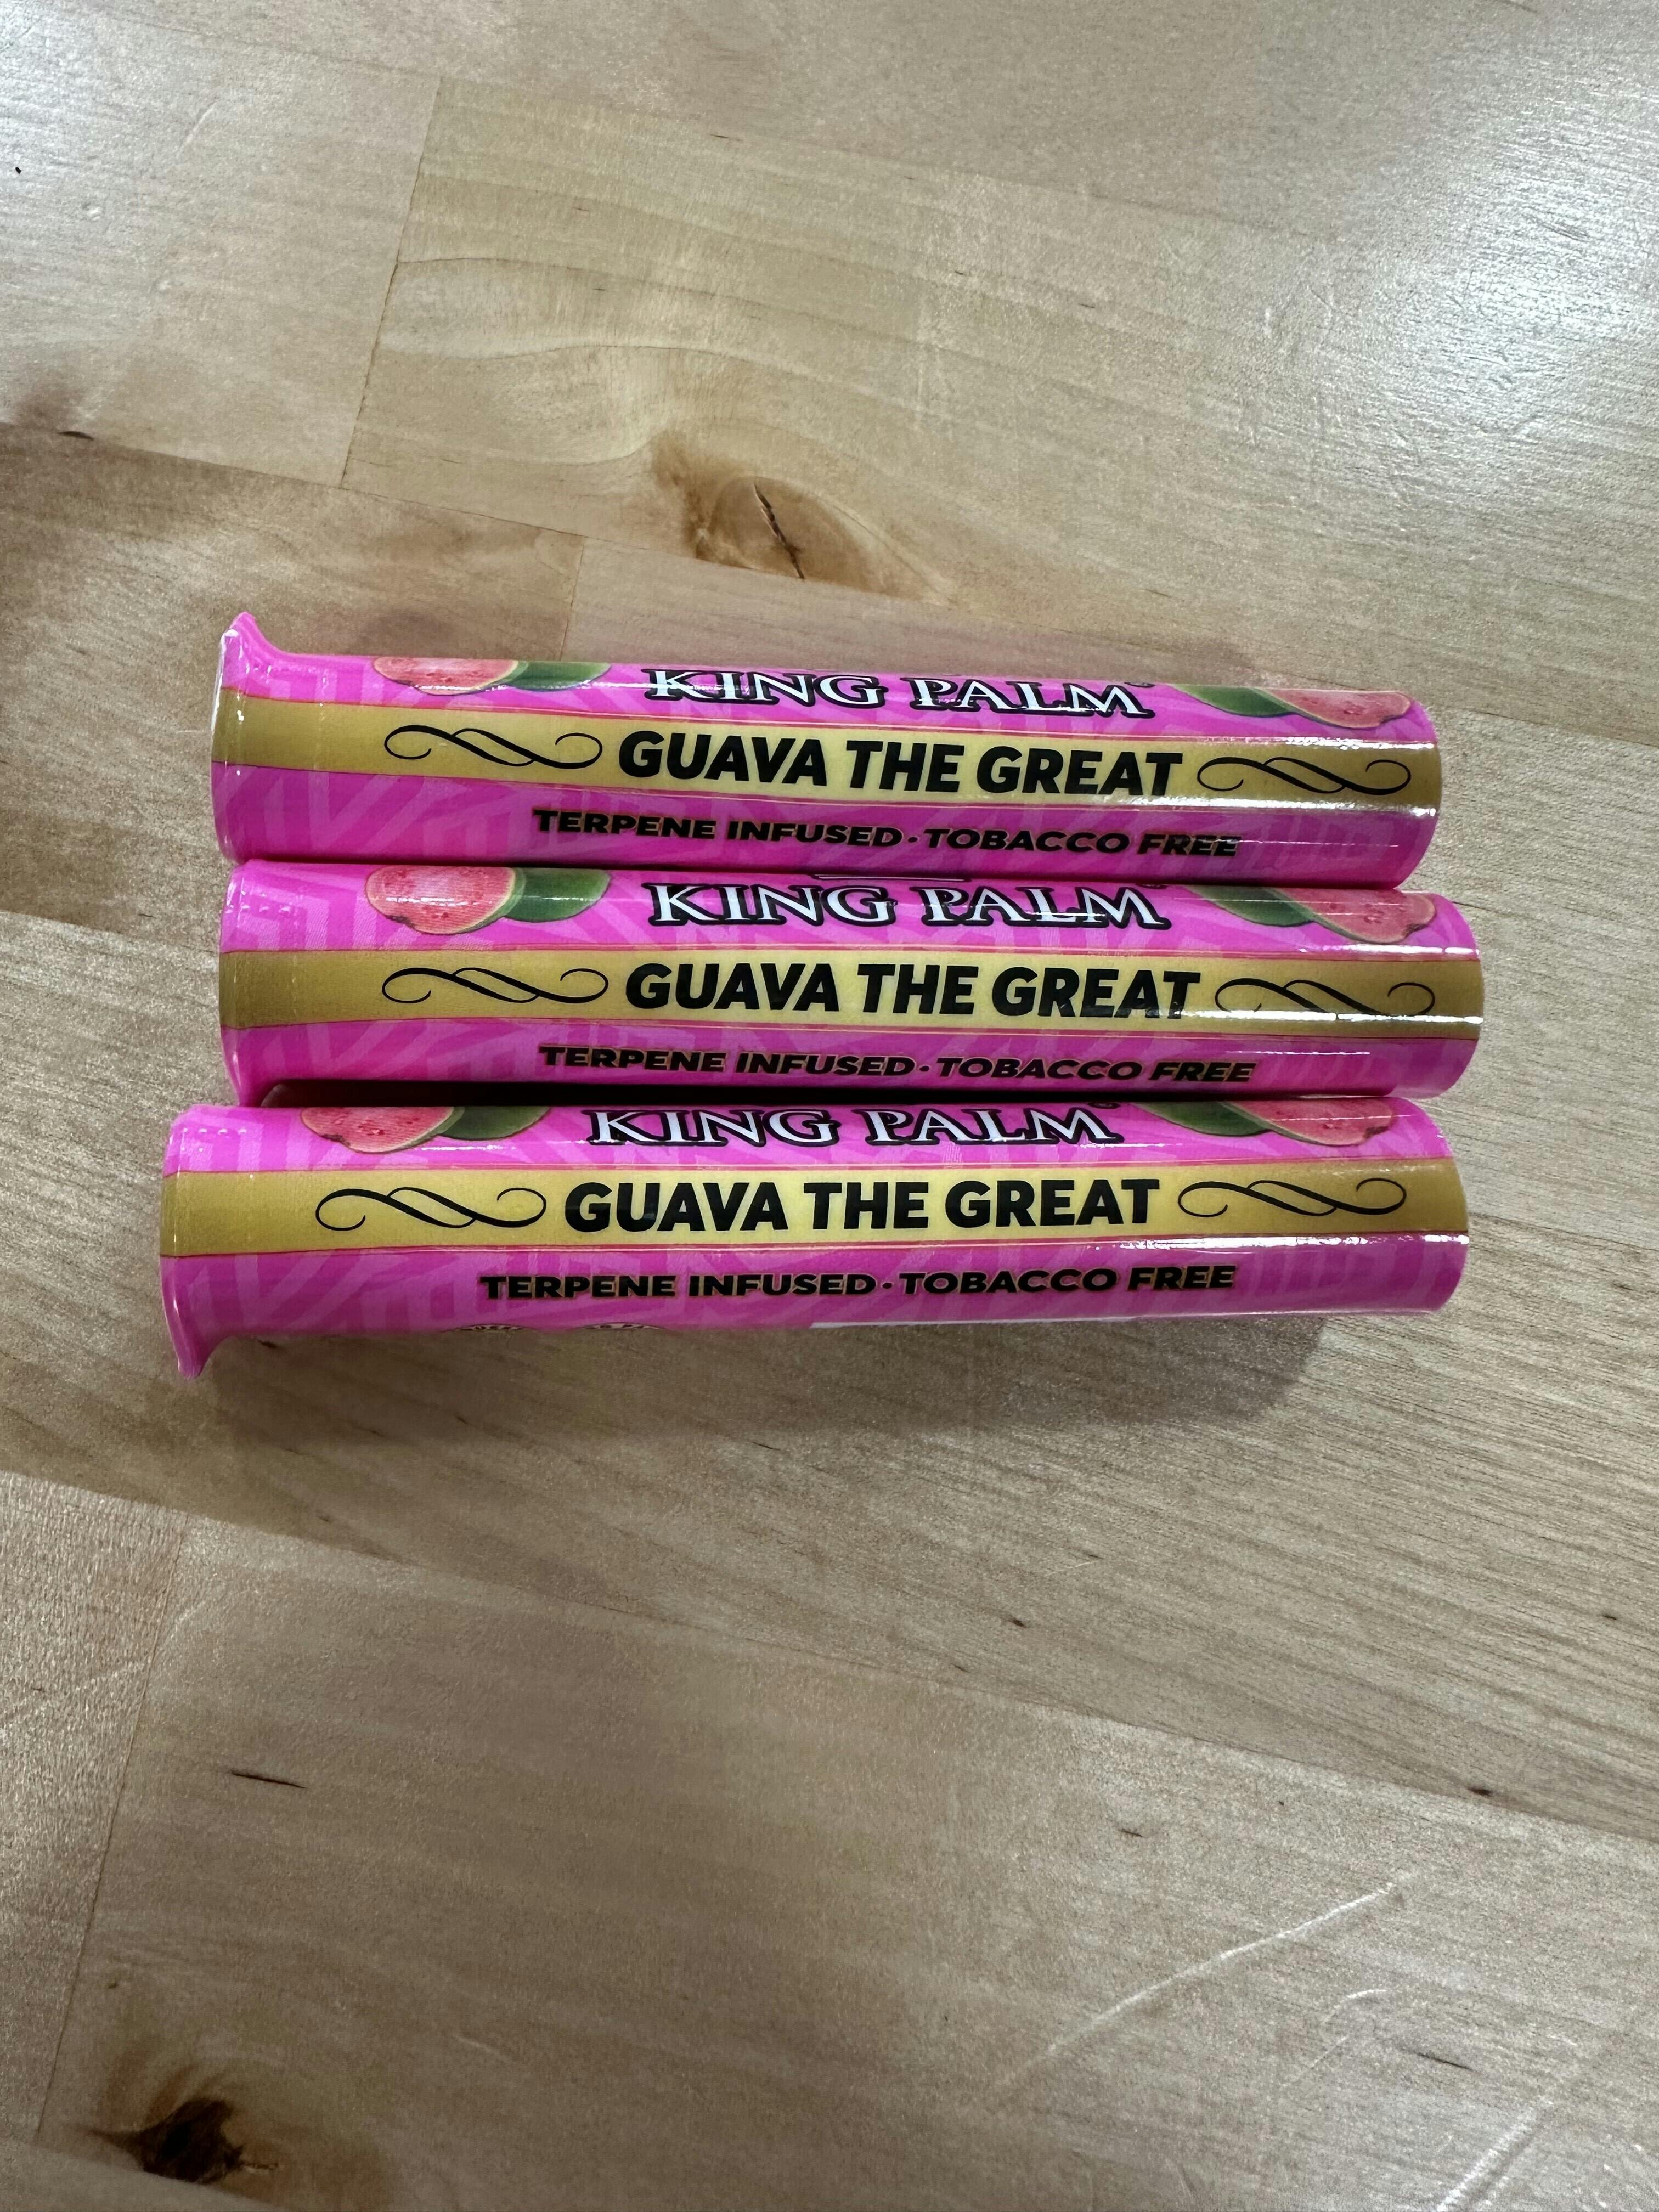 KING PALM
GUAVA THE GREAT
TERPENE INFUSED · TOBACCO FREE
KING PALM®
GUAVA THE GREAT
TERPENE INFUSED · TOBACCO FREE
KING PALM®
GUAVA THE GREAT
TERPENE INFUSED · TOBACCO FREE